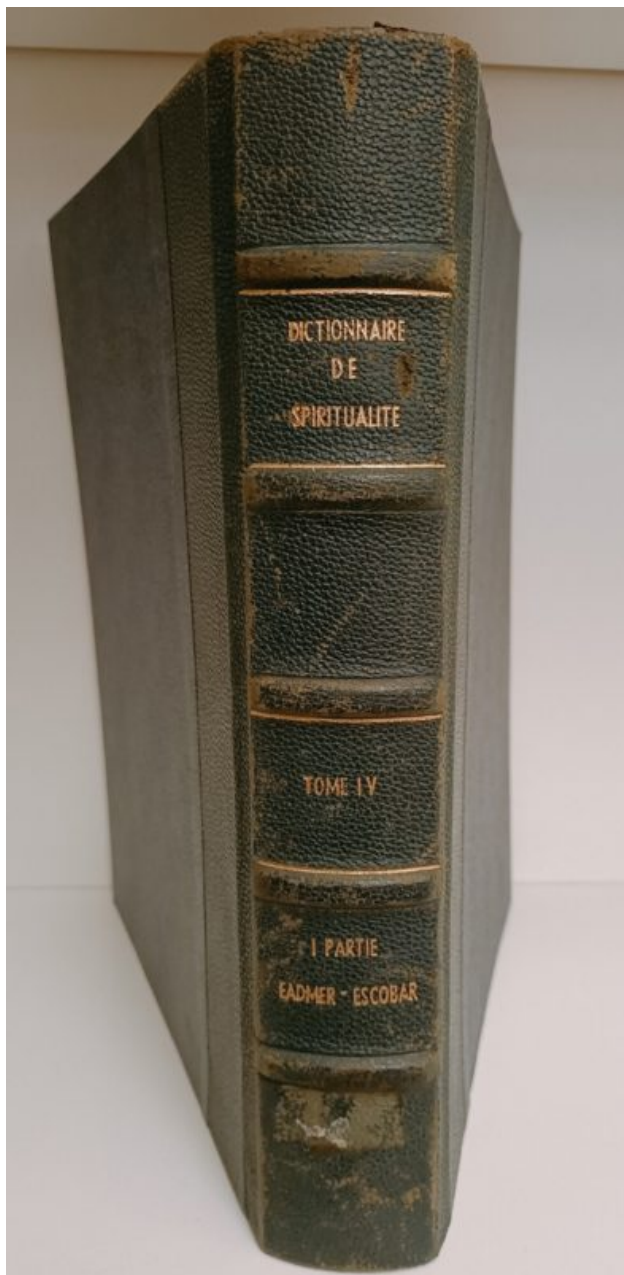 DICTIONNAIRE
DE
SPIRITUALITE
TOME IV
I PARTIE
EADMER - ESCOBAR